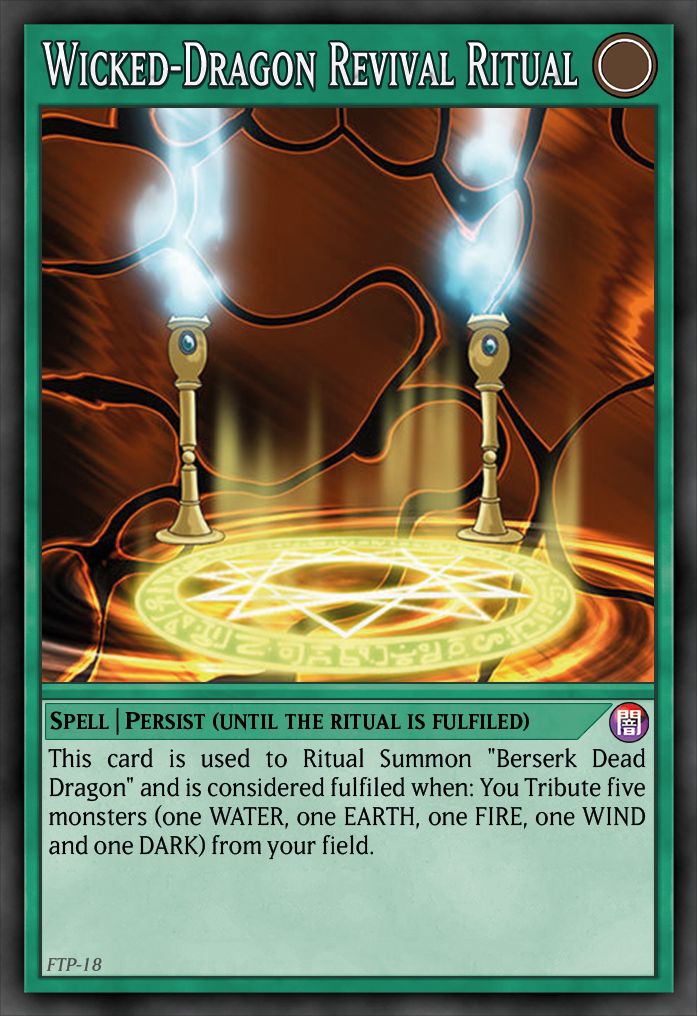 Wicked-Dragon Revival Ritual
Spell | Persist (until the ritual is fulfiled)
闇
This card is used to Ritual Summon "Berserk Dead
Dragon" and is considered fulfiled when: You Tribute five
monsters (one WATER, one EARTH, one FIRE, one WIND
and one DARK) from your field.
FTP-18